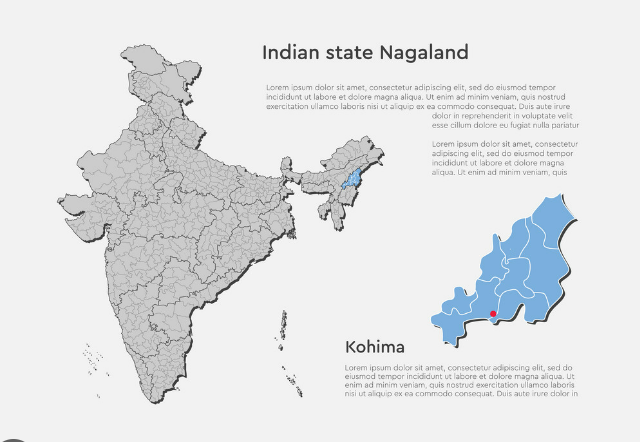 Indian state Nagaland
Lorem ipsum dolor sit amet, consectetur adipiscing elit, sed do eiusmod tempor
incididunt ut labore et dolore magna aliqua. Ut enim ad minim veniam, quis nostrud
exercitation ullamco laboris nisi ut aliquip ex ea commodo consequat. Duis aute irure
dolor in reprehenderit in voluptate velit
esse cillum dolore eu fugiat nulla pariatur
Lorem ipsum dolor sit amet, consectetur
adipiscing elit, sed do eiusmod tempor
incididunt ut labore et dolore magna
aliqua. Ut enim ad minim veniam, quis
Kohima
Lorem ipsum dolor sit amet, consectetur adipiscing elit, sed do
eiusmod tempor incididunt ut labore et dolore magna aliqua. Ut
enim ad minim veniam, quis nostrud exercitation ullamco laboris
nisi ut aliquip ex ea commodo consequat. Duis aute irure dolor in